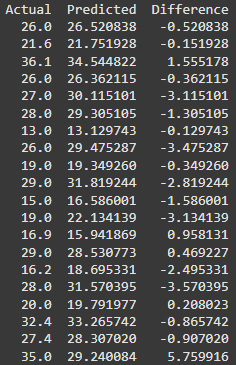 Actual Predicted Difference
26.0 26.520838 -0.520838
21.6 21.751928 -0.151928
36.1 34.544822 1.555178
26.0 26.362115 -0.362115
27.0 30.115101 -3.115101
28.0 29.305105 -1.305105
13.0 13.129743 -0.129743
26.0 29.475287 -3.475287
19.0 19.349260 -0.349260
29.0 31.819244 -2.819244
15.0 16.586001 -1.586001
19.0 22.134139 -3.134139
16.9 15.941869 0.958131
29.0 28.530773 0.469227
16.2 18.695331 -2.495331
28.0 31.570395 -3.570395
20.0 19.791977 0.208023
32.4 33.265742 -0.865742
27.4 28.307020 -0.907020
35.0 29.240084 5.759916